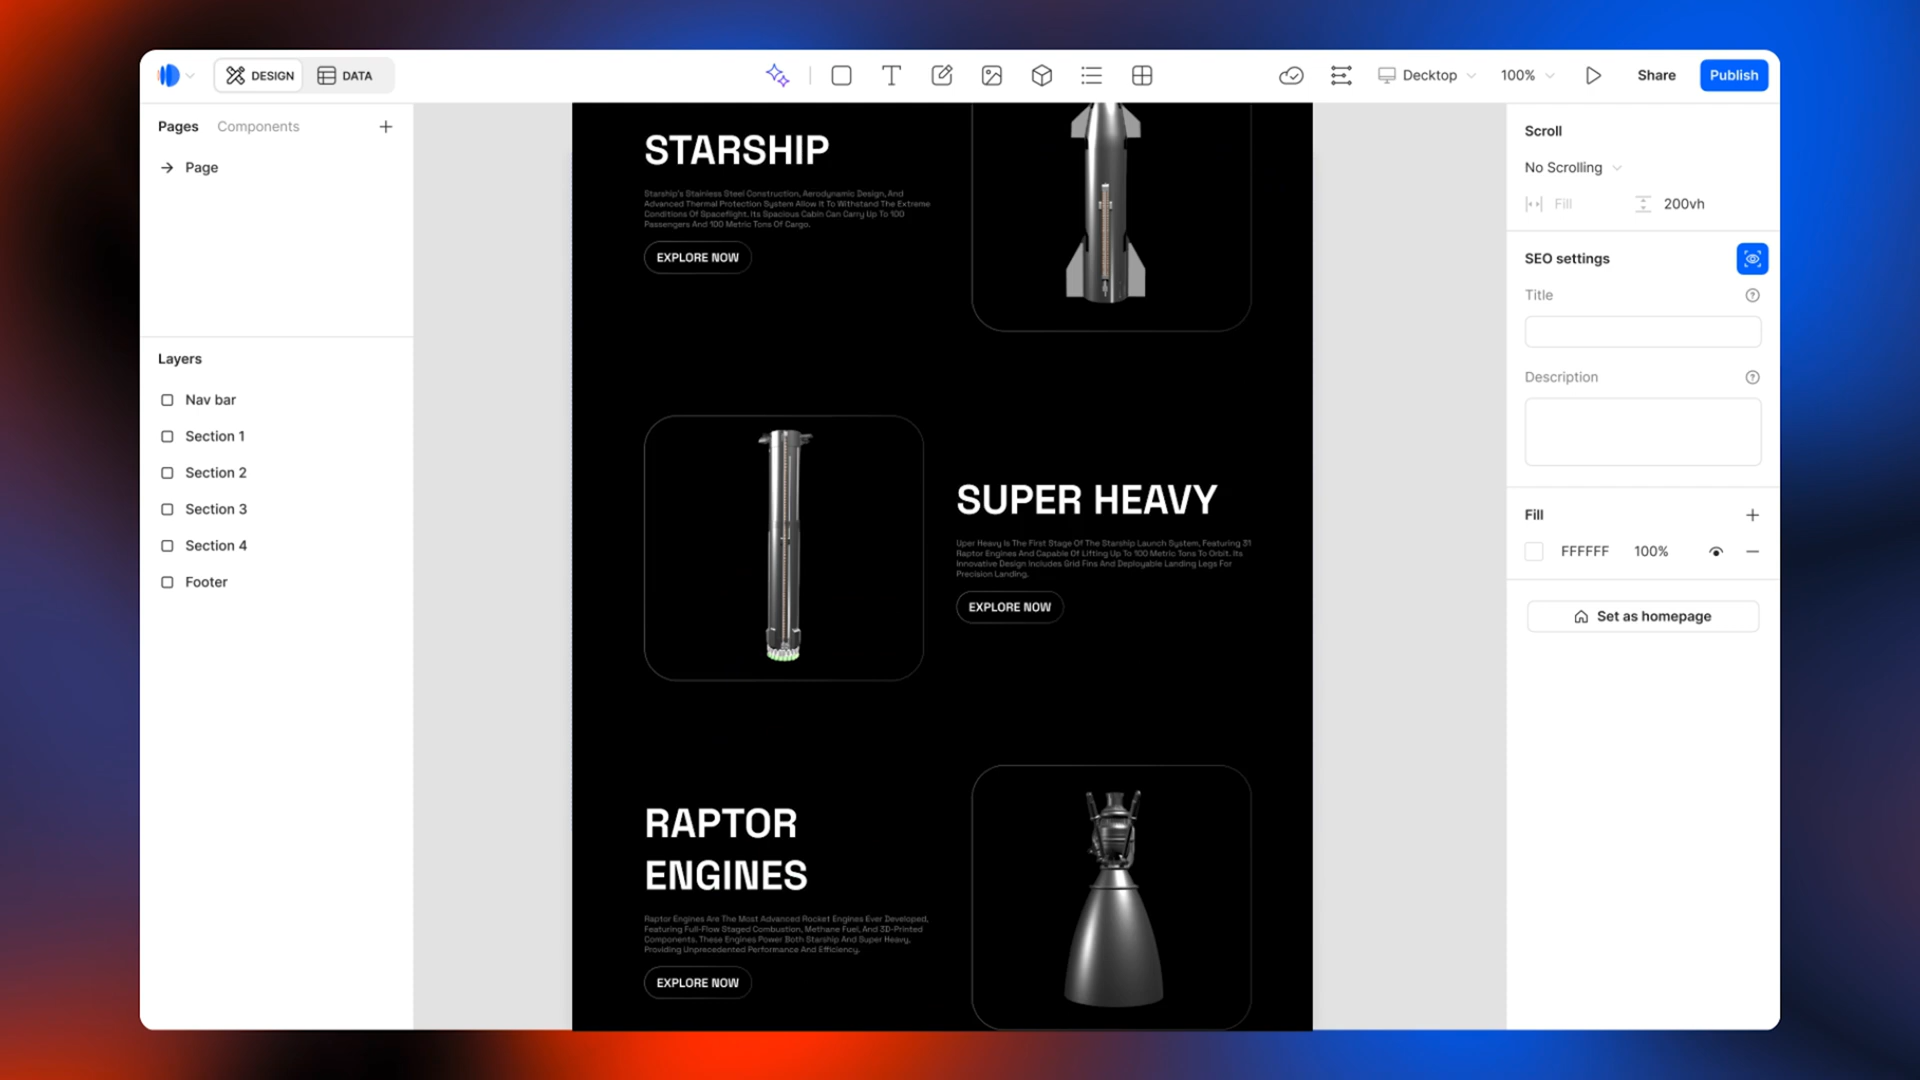 DESIGN
DATA
Decktop
100%
Share
Publish
Pages
Components
Page
Layers
Nav bar
Section 1
Section 2
Section 3
Section 4
Footer
STARSHIP
Starship's Stainless Steel Construction, Aerodynamic Design, And
Advanced Thermal Protection System Allow It To Withstand The Extreme
Conditions Of Spaceflight. Its Spacious Cabin Can Carry Up To 100
Passengers And 100 Metric Tons Of Cargo.
EXPLORE NOW
SUPER HEAVY
Uper Heavy Is The First Stage Of The Starship Launch System, Featuring 31
Raptor Engines And Capable Of Lifting Up To 100 Metric Tons To Orbit. Its
Innovative Design Includes Grid Fins And Deployable Landing Legs For
Precision Landing.
EXPLORE NOW
RAPTOR
ENGINES
Raptor Engines Are The Most Advanced Rocket Engines Ever Developed,
Featuring Full-Flow Staged Combustion, Methane Fuel, And 3D-Printed
Components. These Engines Power Both Starship And Super Heavy,
Providing Unprecedented Performance And Efficiency.
EXPLORE NOW
Scroll
No Scrolling
Fill
200vh
SEO settings
Title
Description
Fill
FFFFFF
100%
Set as homepage